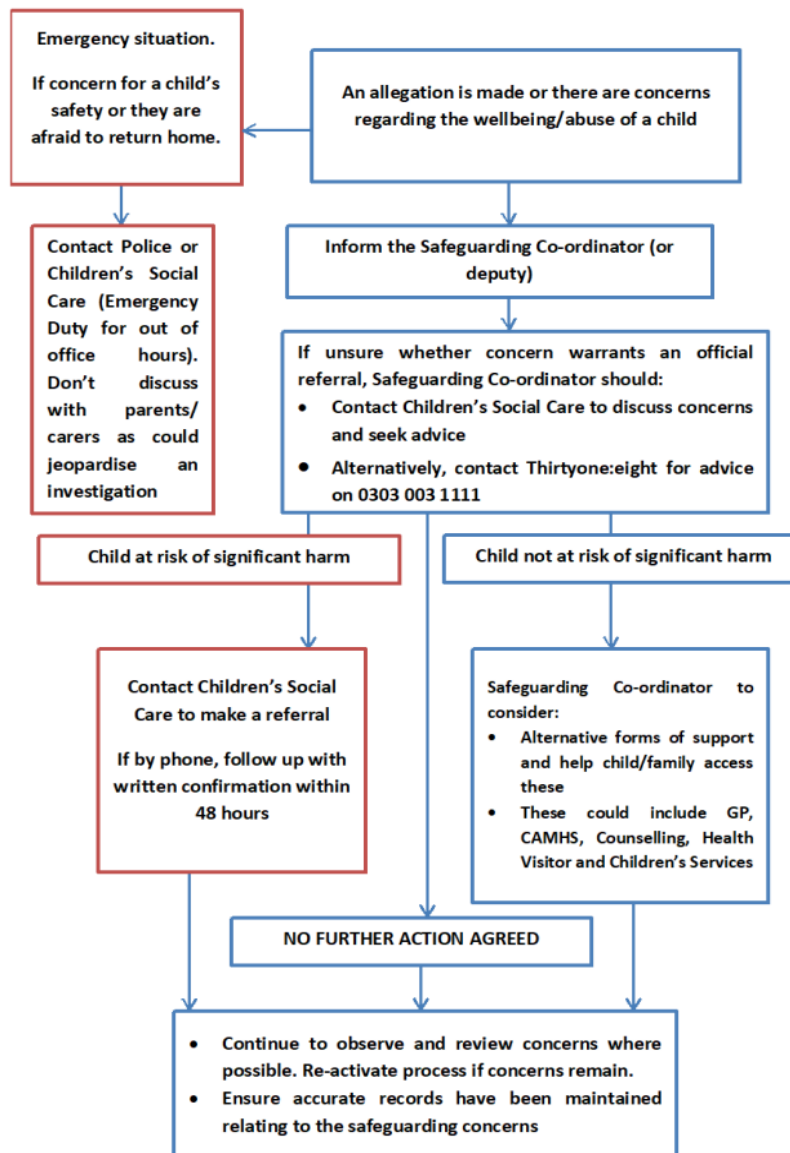 Emergency situation.
If concern for a child's
safety or they are
afraid to return home.
An allegation is made or there are concerns
regarding the wellbeing/abuse of a child
Contact Police or
Children's Social
Care (Emergency
Duty for out of
office hours).
Don't discuss
with parents/
carers as could
jeopardise an
investigation
Inform the Safeguarding Co-ordinator (or
deputy)
If unsure whether concern warrants an official
referral, Safeguarding Co-ordinator should:
• Contact Children's Social Care to discuss concerns
and seek advice
• Alternatively, contact Thirtyone:eight for advice
on 0303 003 1111
Child at risk of significant harm
Child not at risk of significant harm
Contact Children's Social
Care to make a referral
If by phone, follow up with
written confirmation within
48 hours
Safeguarding Co-ordinator to
consider:
• Alternative forms of support
and help child/family access
these
• These could include GP,
CAMHS, Counselling, Health
Visitor and Children's Services
NO FURTHER ACTION AGREED
• Continue to observe and review concerns where
possible. Re-activate process if concerns remain.
• Ensure accurate records have been maintained
relating to the safeguarding concerns